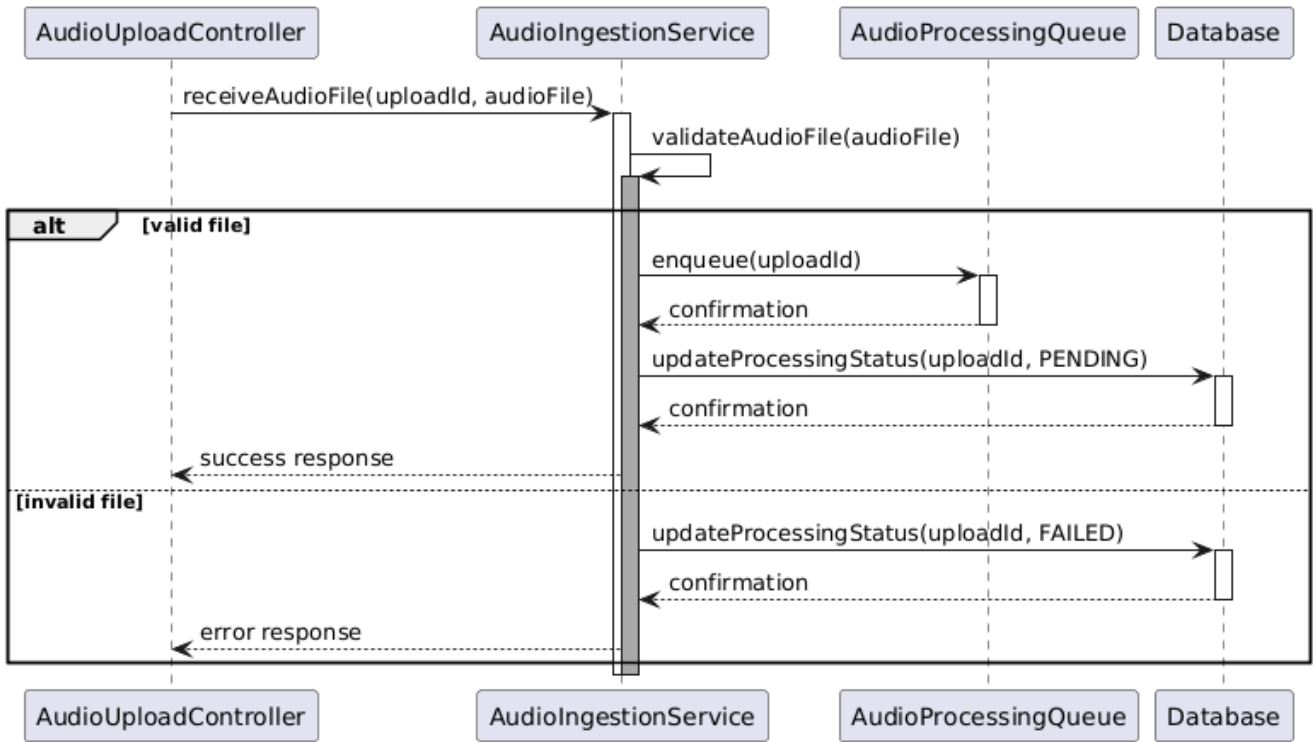 AudioUploadController AudioIngestionService AudioProcessingQueue Database
receiveAudioFile(uploadId, audioFile)
validateAudioFile(audioFile)
alt [valid file]
enqueue(uploadId)
confirmation
updateProcessingStatus(uploadId, PENDING)
confirmation
success response
[invalid file]
updateProcessingStatus(uploadId, FAILED)
confirmation
error response
AudioUploadController AudioIngestionService AudioProcessingQueue Database